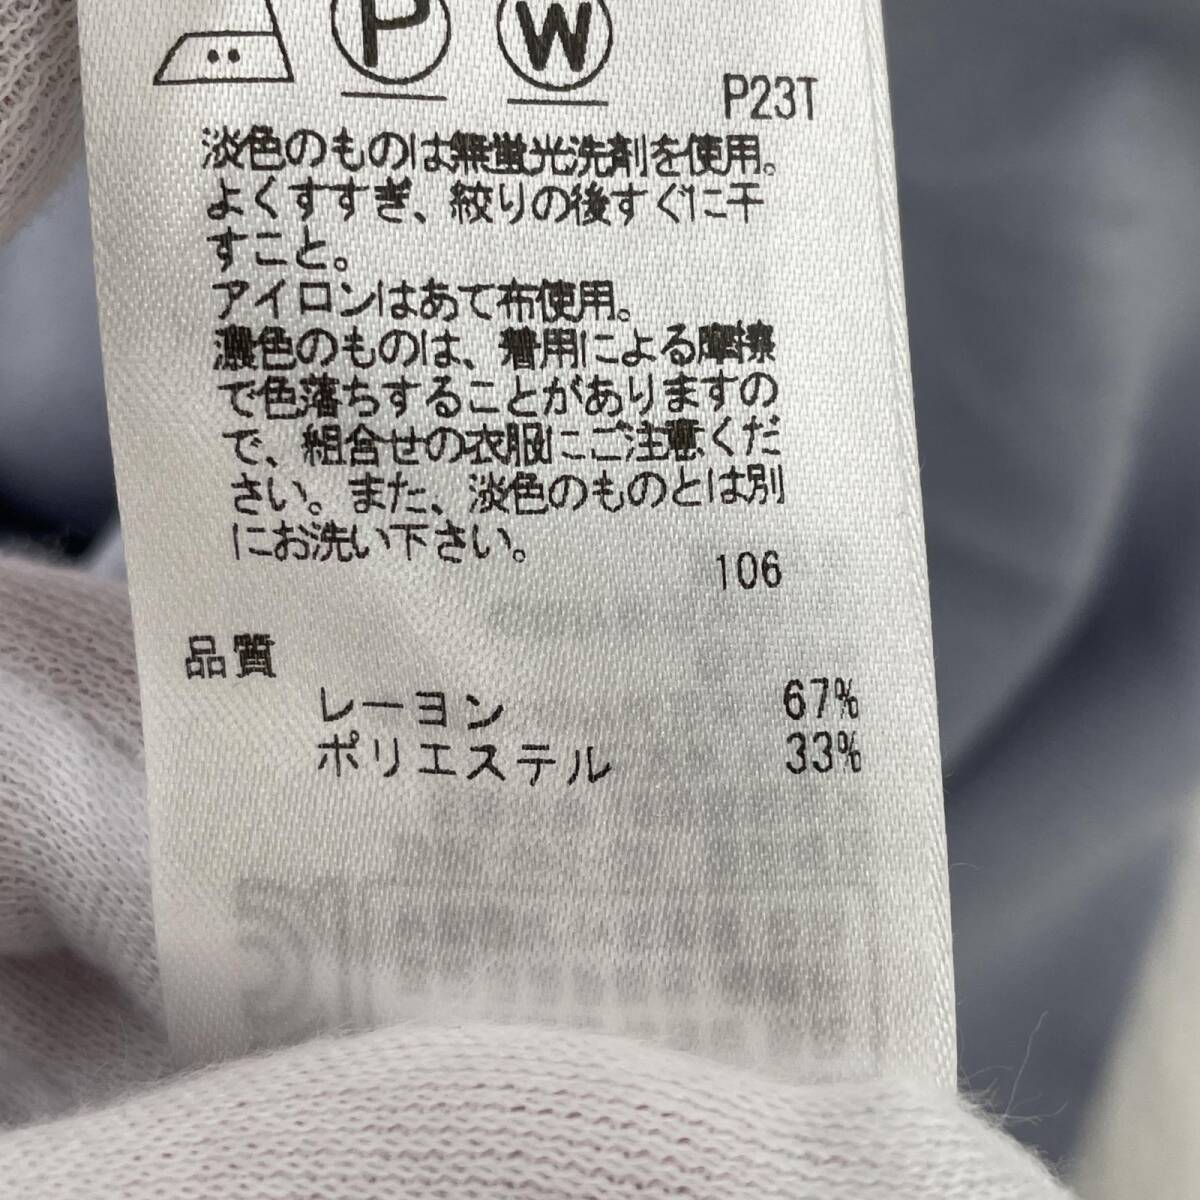 P W
P23T
淡色のものは無蛍光洗剤を使用。
よくすすぎ、絞りの後すぐに干
すこと。
アイロンはあて布使用。
濃色のものは、着用による摩擦
で色落ちすることがありますの
で、組合せの衣服にご注意くだ
さい。また、淡色のものとは別
にお洗い下さい。
106
品質
レーヨン 67%
ポリエステル 33%